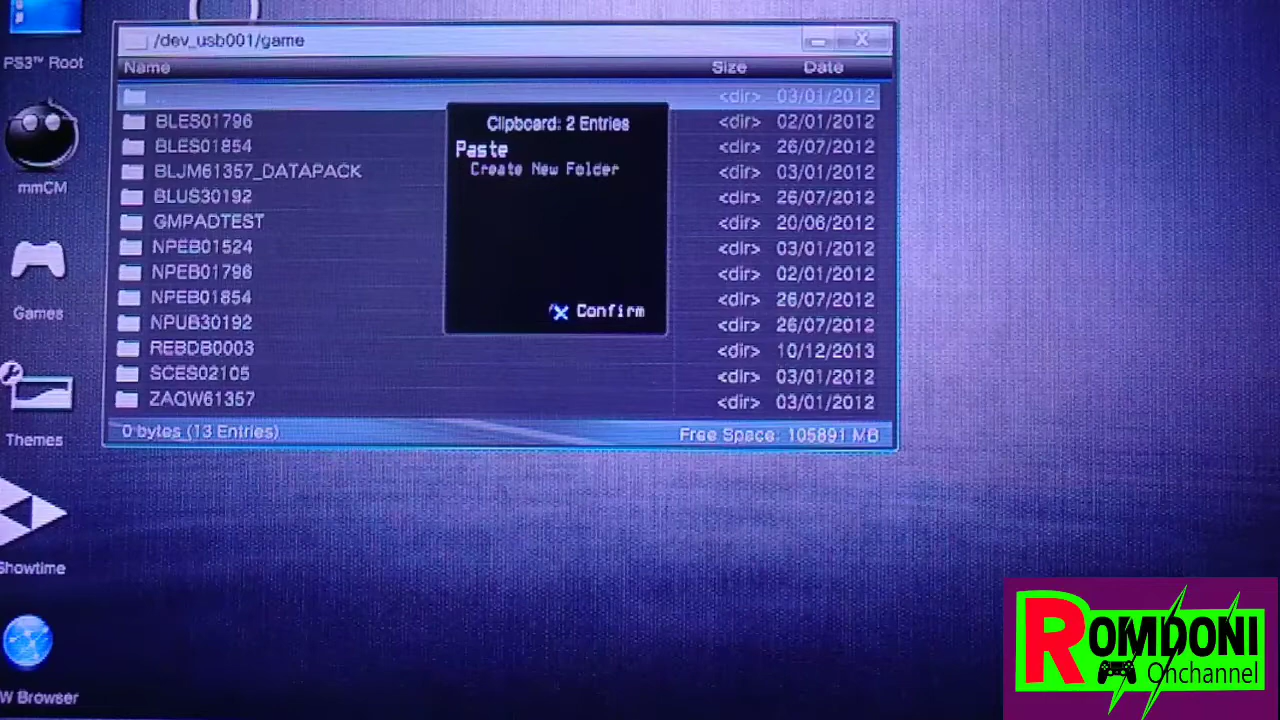 PS3™ Root
mmCM
Games
Themes
Showtime
W Browser
/dev_usb001/game
Name Size Date
.. <dir> 03/01/2012
BLES01796 <dir> 02/01/2012
BLES01854 <dir> 26/07/2012
BLJM61357_DATAPACK <dir> 03/01/2012
BLUS30192 <dir> 26/07/2012
GMPADTEST <dir> 20/06/2012
NPEB01524 <dir> 03/01/2012
NPEB01796 <dir> 02/01/2012
NPEB01854 <dir> 26/07/2012
NPUB30192 <dir> 26/07/2012
REBDB0003 <dir> 10/12/2013
SCES02105 <dir> 03/01/2012
ZAQW61357 <dir> 03/01/2012
0 bytes (13 Entries) Free Space: 105891 MB
Clipboard: 2 Entries
Paste
Create New Folder
X Confirm
ROMDONI
Onchannel